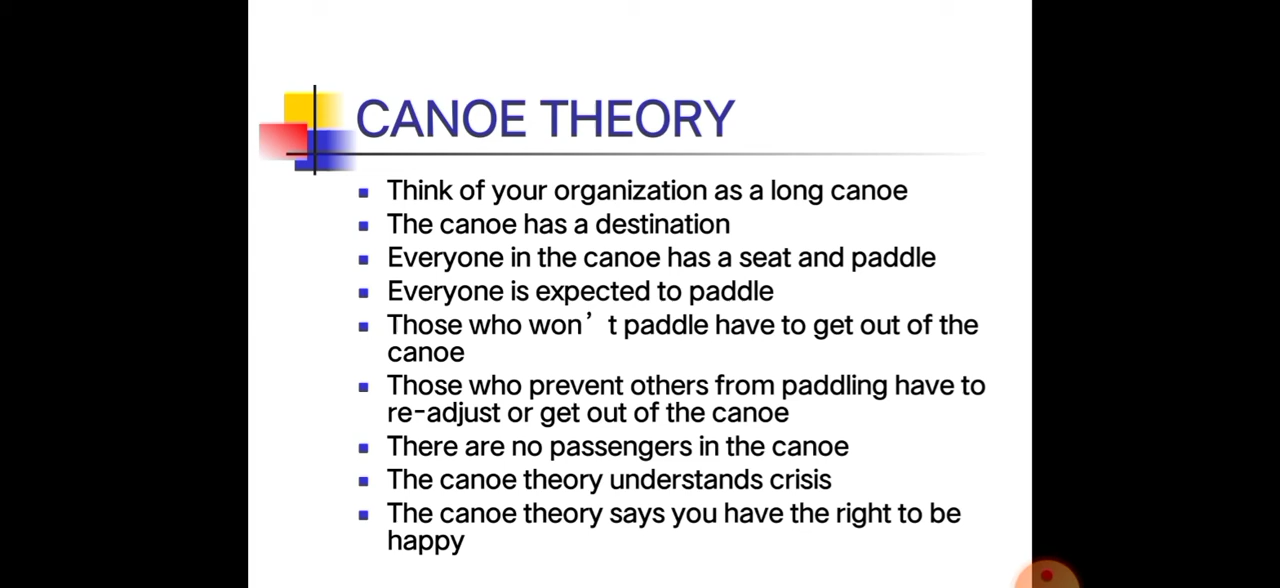 CANOE THEORY
Think of your organization as a long canoe
The canoe has a destination
Everyone in the canoe has a seat and paddle
Everyone is expected to paddle
Those who won’ t paddle have to get out of the
canoe
Those who prevent others from paddling have to
re-adjust or get out of the canoe
There are no passengers in the canoe
The canoe theory understands crisis
The canoe theory says you have the right to be
happy